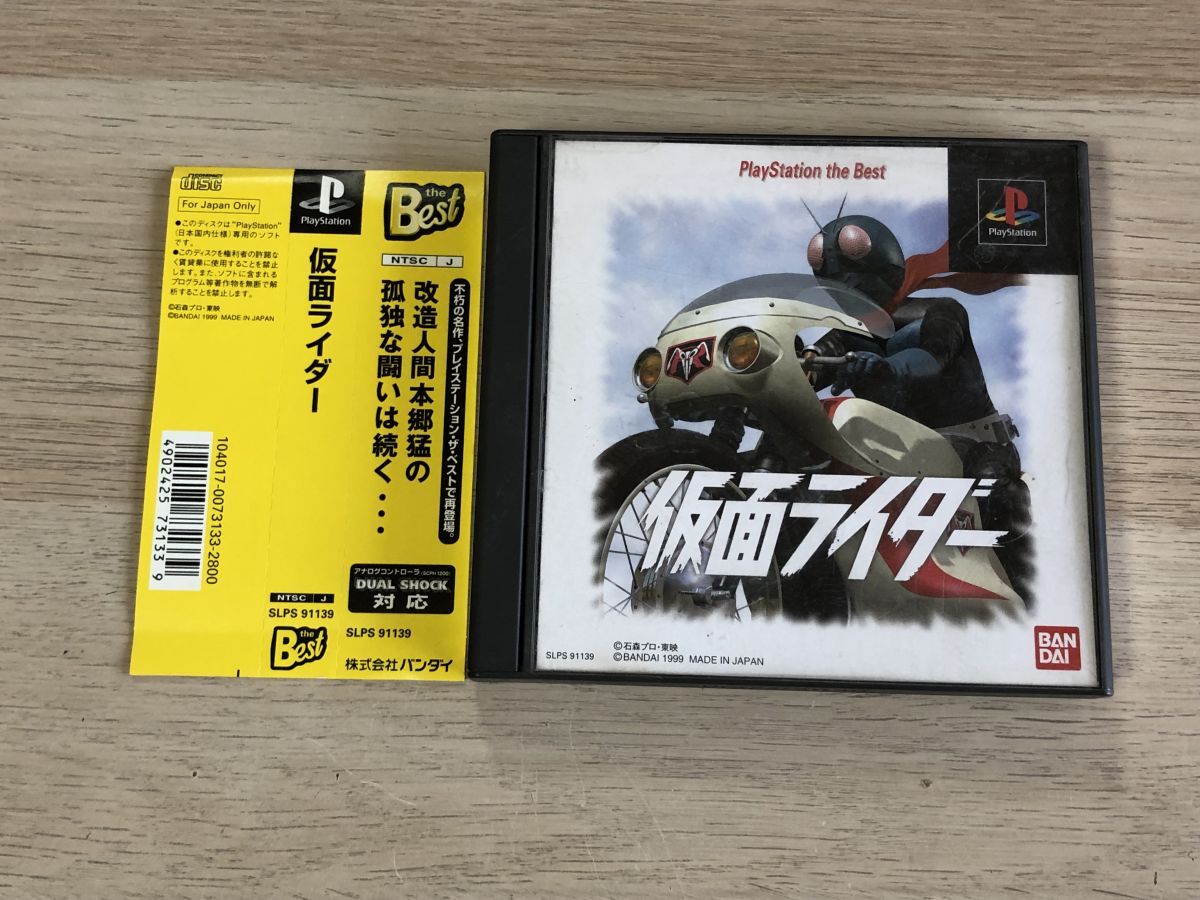 COMPACT
disc
For Japan Only
●このディスクは"PlayStation"
(日本国内仕様)専用のソフト
です。
●このディスクを権利者の許諾な
く賃貸業に使用することを禁止
します。また、ソフトに含まれる
プログラム等著作物を無断で解
析することを禁止します。
©石森プロ・東映
©BANDAI 1999 MADE IN JAPAN
104017-0073133-2800
4902425 731339
PlayStation
仮面ライダー
NTSC J
SLPS 91139
the
Best
the
Best
NTSC J
不朽の名作、プレイステーション・ザ・ベストで再登場。
改造人間本郷猛の
孤独な闘いは続く・・・
アナログコントローラ(SCPH1200)
DUAL SHOCK
対応
SLPS 91139
株式会社バンダイ
PlayStation the Best
PlayStation
仮面ライダー
SLPS 91139
©石森プロ・東映
©BANDAI 1999 MADE IN JAPAN
BAN
DAI